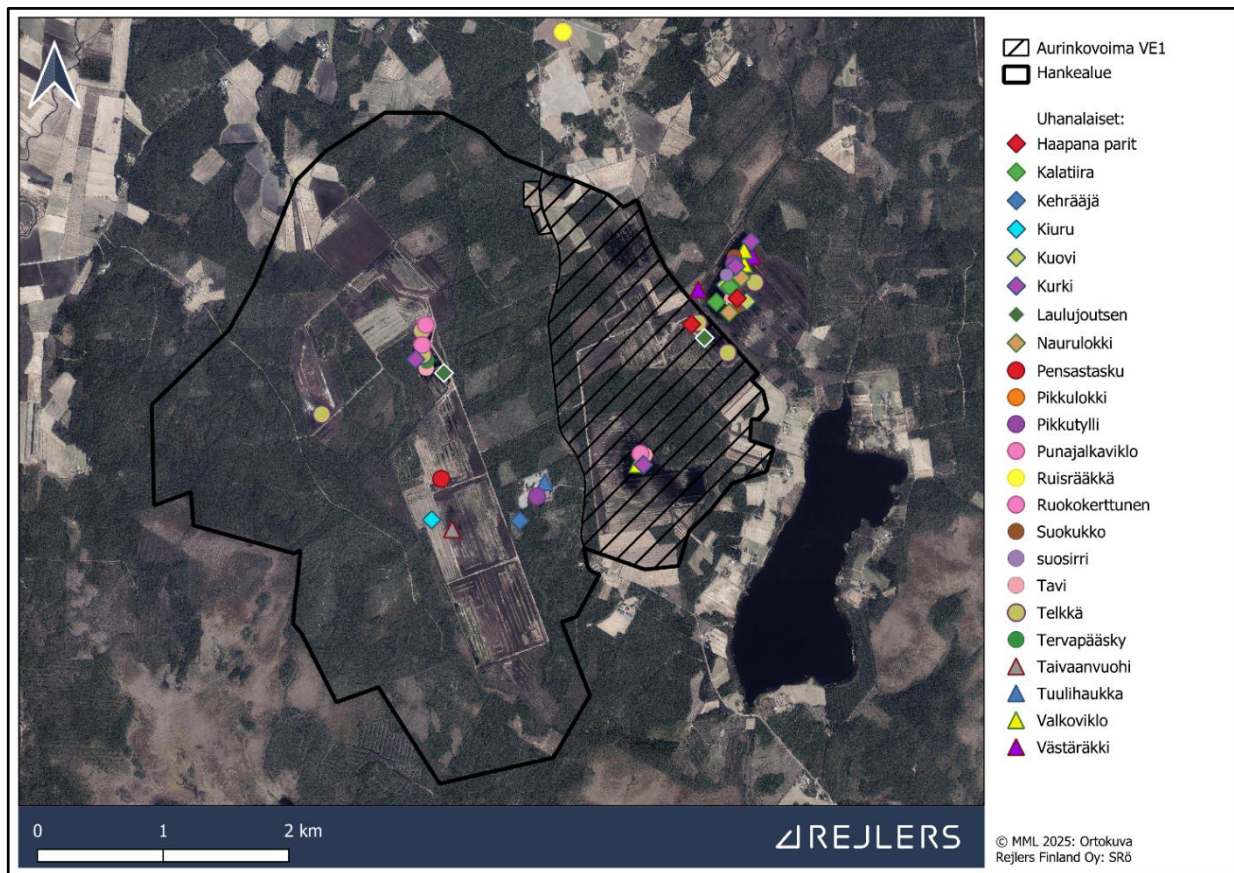 Aurinkovoima VE1
Hankealue
Uhanalaiset:
Haapana parit
Kalatiira
Kehrääjä
Kiuru
Kuovi
Kurki
Laulujoutsen
Naurulokki
Pensastasku
Pikkulokki
Pikkutylli
Punajalkaviklo
Ruisrääkkä
Ruokokerttunen
Suokukko
suosirri
Tavi
Telkkä
Tervapääsky
Taivaanvuohi
Tuulihaukka
Valkoviklo
Västäräkki
0 1 2 km
REJLERS
© MML 2025: Ortokuva
Rejlers Finland Oy: SRö